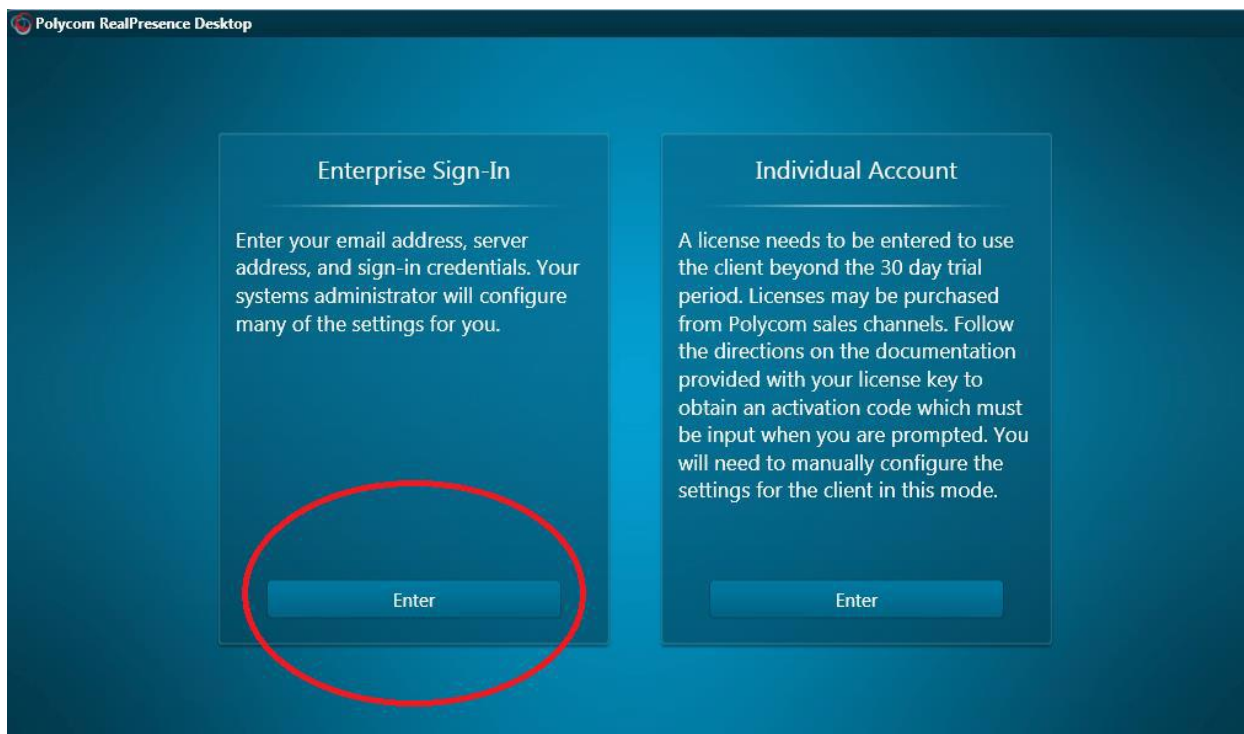 Polycom RealPresence Desktop
Enterprise Sign-In
Enter your email address, server
address, and sign-in credentials. Your
systems administrator will configure
many of the settings for you.
Enter
Individual Account
A license needs to be entered to use
the client beyond the 30 day trial
period. Licenses may be purchased
from Polycom sales channels. Follow
the directions on the documentation
provided with your license key to
obtain an activation code which must
be input when you are prompted. You
will need to manually configure the
settings for the client in this mode.
Enter